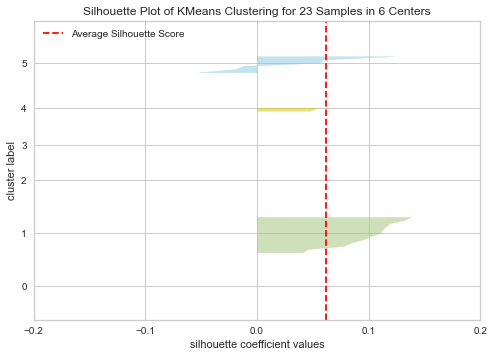 Silhouette Plot of KMeans Clustering for 23 Samples in 6 Centers
Average Silhouette Score
5
4
3
2
1
0
cluster label
−0.2
−0.1
0.0
0.1
0.2
silhouette coefficient values